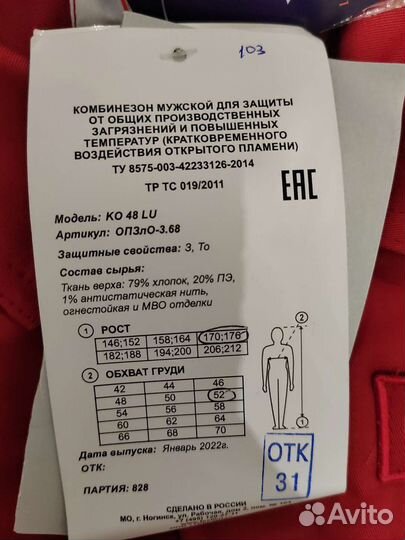 103
КОМБИНЕЗОН МУЖСКОЙ ДЛЯ ЗАЩИТЫ
ОТ ОБЩИХ ПРОИЗВОДСТВЕННЫХ
ЗАГРЯЗНЕНИЙ И ПОВЫШЕННЫХ
ТЕМПЕРАТУР (КРАТКОВРЕМЕННОГО
ВОЗДЕЙСТВИЯ ОТКРЫТОГО ПЛАМЕНИ)
ТУ 8575-003-42233126-2014
ТР ТС 019/2011
ЕАС
Модель: KO 48 LU
Артикул: ОПЗлО-3.68
Защитные свойства: З, То
Состав сырья:
Ткань верха: 79% хлопок, 20% ПЭ,
1% антистатическая нить,
огнестойкая и МВО отделки
1 РОСТ
146;152 158;164 170;176
182;188 194;200 206;212
2 ОБХВАТ ГРУДИ
42 44 46
48 50 52
54 56 58
60 62 64
66 68 70
2
1
Дата выпуска: Январь 2022г.
ОТК:
ОТК
31
ПАРТИЯ: 828
СДЕЛАНО В РОССИИ
МО, г. Ногинск, ул. Рабочая,
Avito